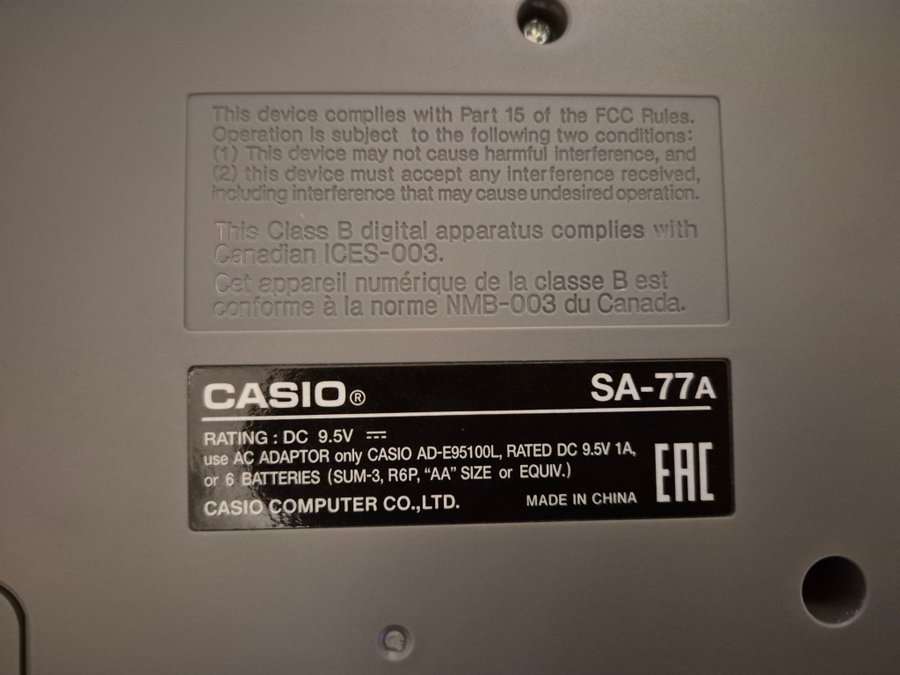 This device complies with Part 15 of the FCC Rules.
Operation is subject to the following two conditions:
(1) This device may not cause harmful interference, and
(2) this device must accept any interference received,
including interference that may cause undesired operation.
This Class B digital apparatus complies with
Canadian ICES-003.
Cet appareil numérique de la classe B est
conforme à la norme NMB-003 du Canada.
CASIO® SA-77A
RATING : DC 9.5V ⎓
use AC ADAPTOR only CASIO AD-E95100L, RATED DC 9.5V 1A,
or 6 BATTERIES (SUM-3, R6P, “AA” SIZE or EQUIV.)
EAC
CASIO COMPUTER CO.,LTD. MADE IN CHINA